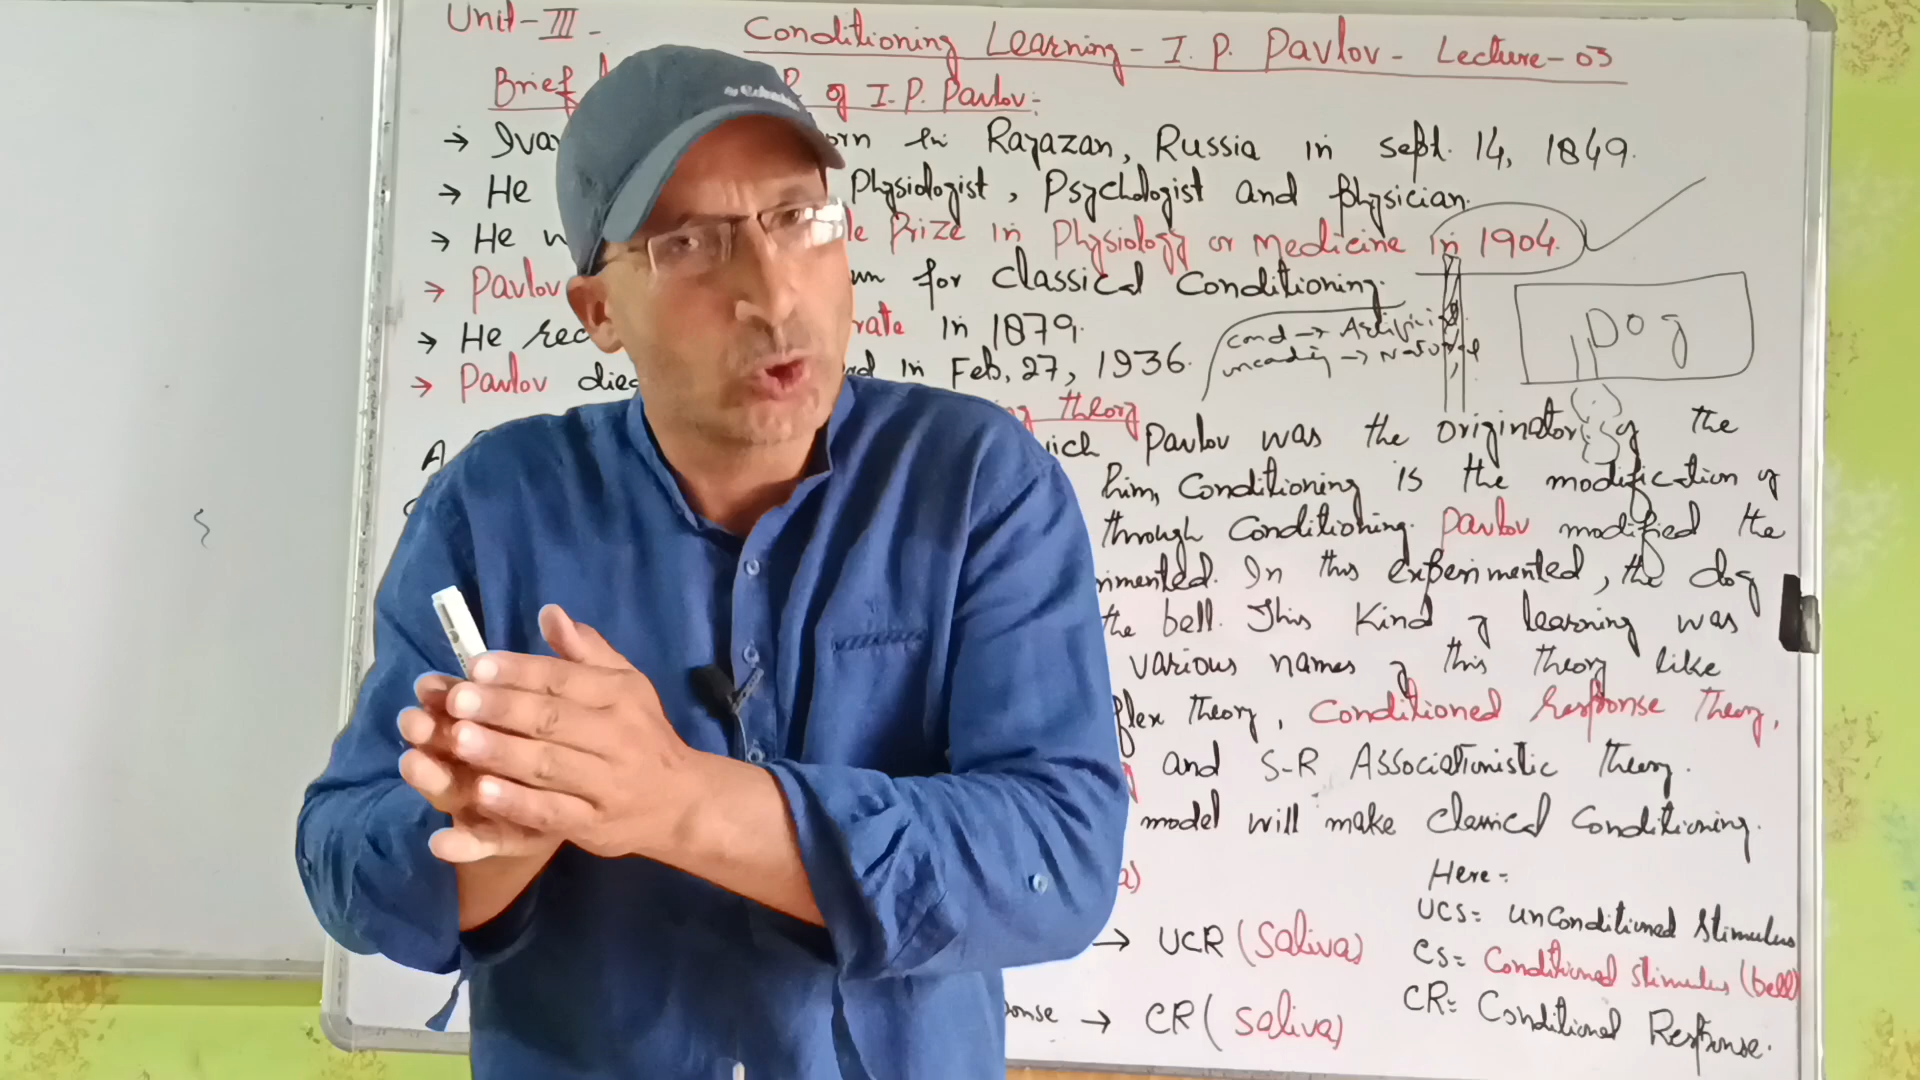 Unit-III - Conditioning Learning - I. P. Pavlov - Lecture-03
Brief of I.P. Pavlov:-
→ Ivan orn in Rayazan, Russia in sept. 14, 1849.
→ He Physiologist, Psychologist and physician.
→ He w le Prize in Physiology or Medicine in 1904.
→ Pavlov wn for Classical Conditioning.
→ He rec rate in 1879.
→ Pavlov died in Feb, 27, 1936.
cond → Artifici
→ Natural
Dog
ng theory
A ich Pavlov was the originator of the
him, Conditioning is the modification of
through Conditioning. Pavlov modified the
rimented. In this experimented, the dog
the bell. This Kind of learning was
various names of this theory like
flex theory, Conditioned Response Theory,
and S-R Associationistic theory.
model will make classical Conditioning.
a)
Here:-
UCS= unConditioned Stimulus
→ UCR (Saliva)
CS= Conditioned stimulus (bell)
CR= Conditional Response.
ponse → CR (saliva)